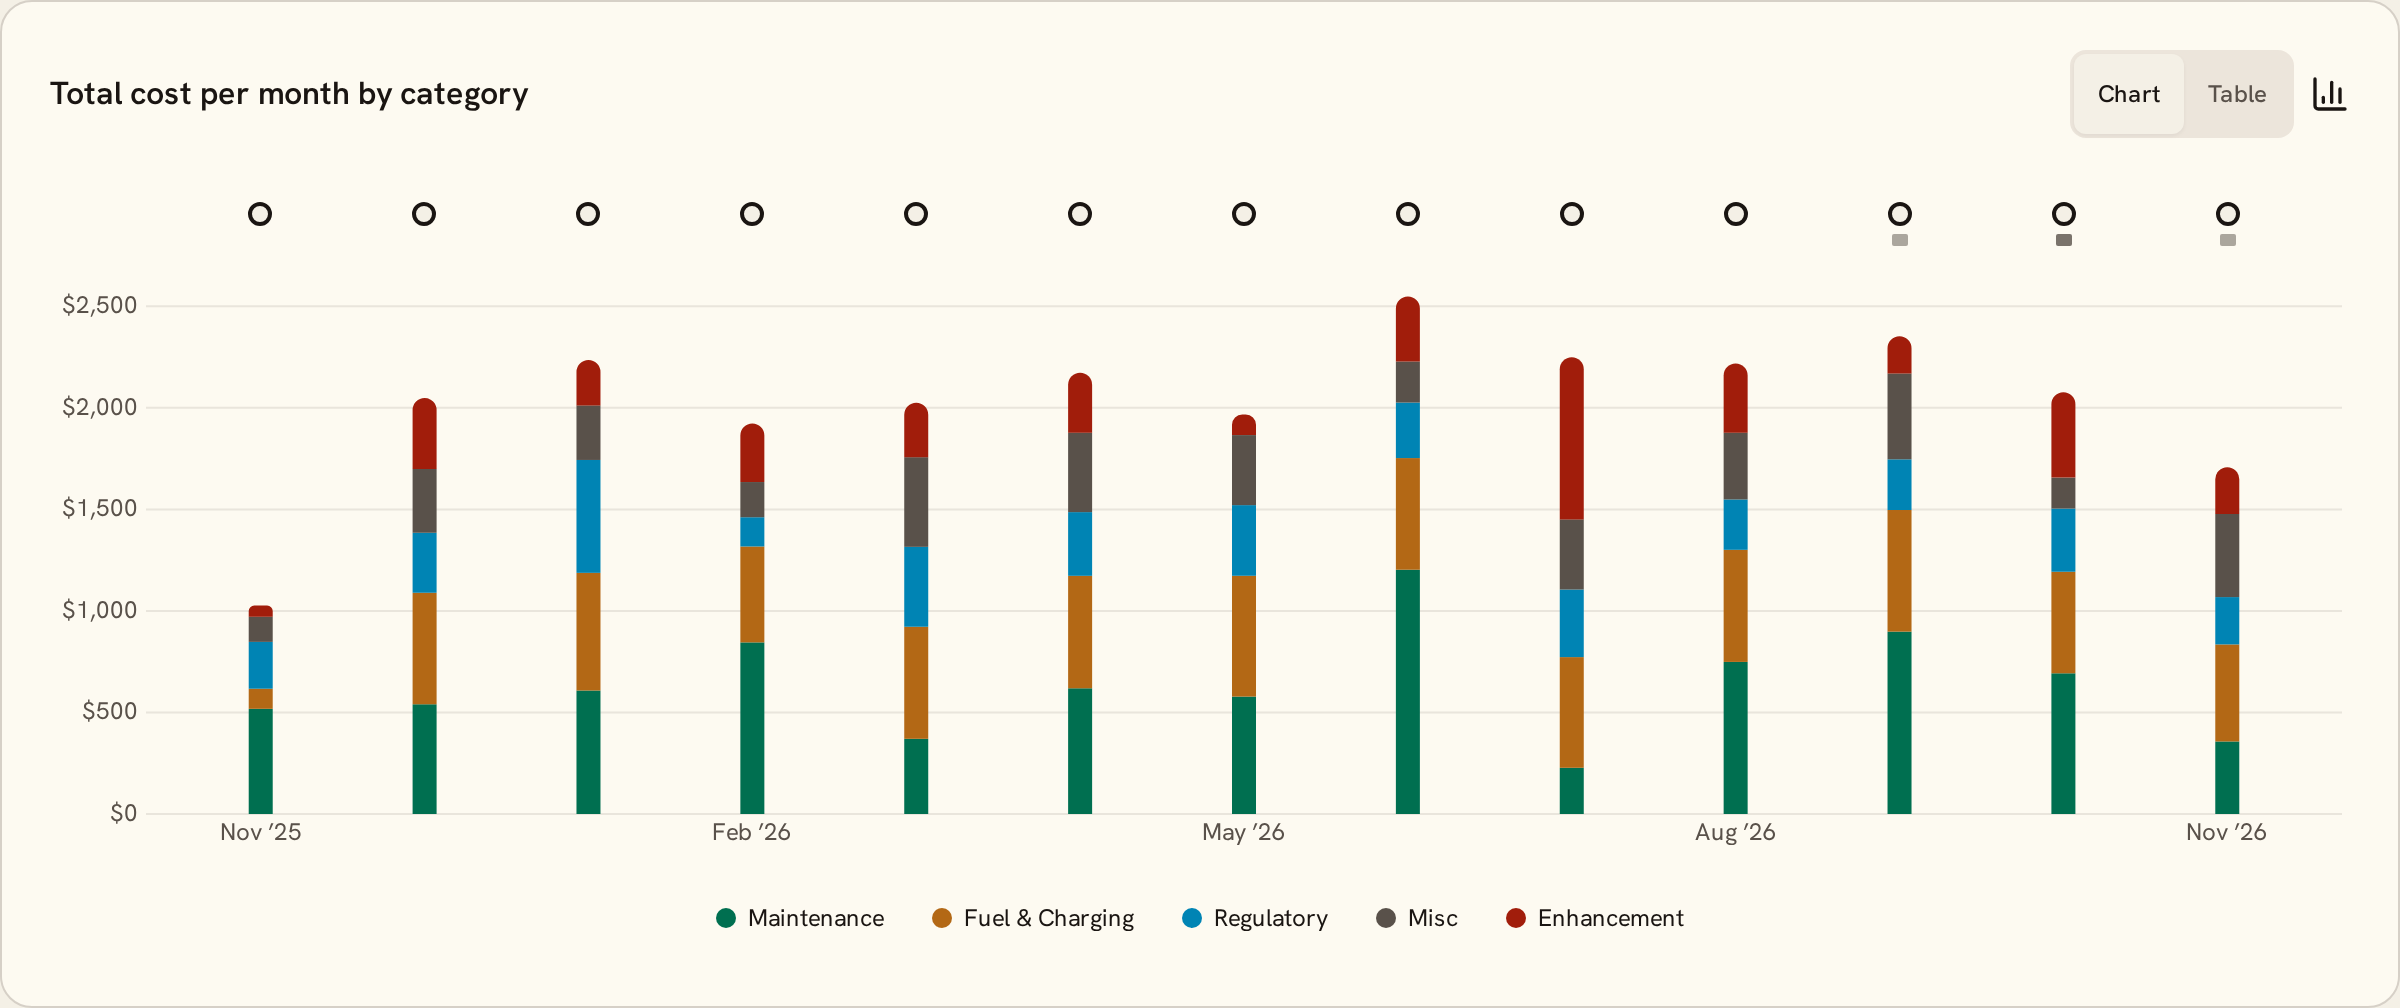 Total cost per month by category
Chart
Table
$2,500
$2,000
$1,500
$1,000
$500
$0
Nov ’25
Feb ’26
May ’26
Aug ’26
Nov ’26
Maintenance
Fuel & Charging
Regulatory
Misc
Enhancement